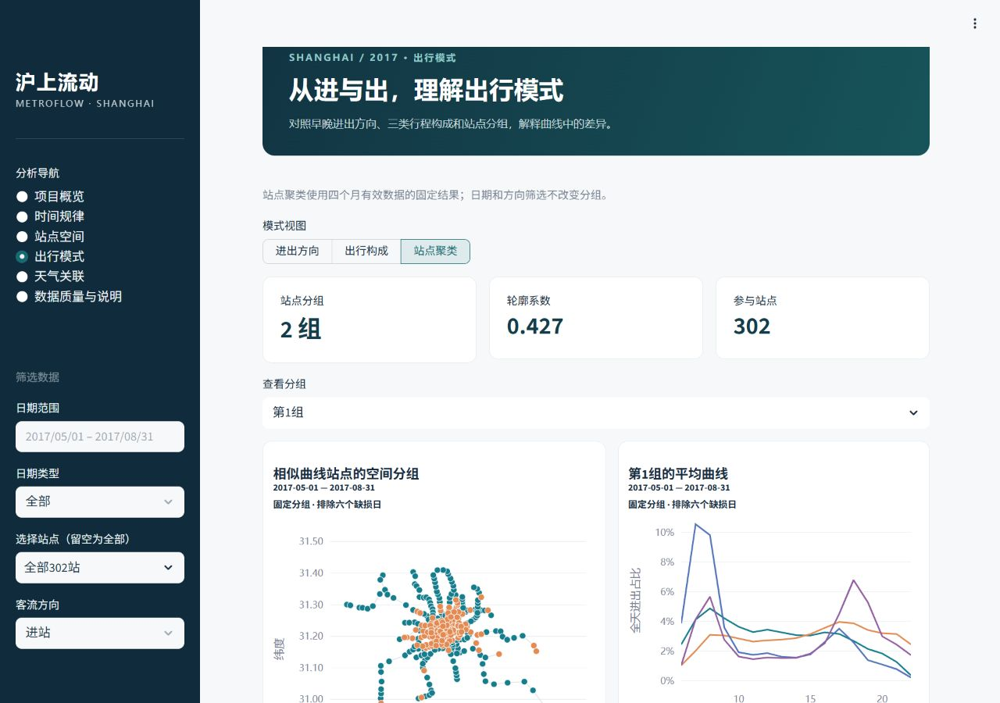 沪上流动
METROFLOW · SHANGHAI
分析导航
项目概览
时间规律
站点空间
出行模式
天气关联
数据质量与说明
筛选数据
日期范围
2017/05/01 – 2017/08/31
日期类型
全部
选择站点（留空为全部）
全部302站
客流方向
进站
SHANGHAI / 2017 • 出行模式
从进与出，理解出行模式
对照早晚进出方向、三类行程构成和站点分组，解释曲线中的差异。
站点聚类使用四个月有效数据的固定结果；日期和方向筛选不改变分组。
模式视图
进出方向 出行构成 站点聚类
站点分组
2 组
轮廓系数
0.427
参与站点
302
查看分组
第1组
相似曲线站点的空间分组
2017-05-01 — 2017-08-31
固定分组 · 排除六个缺损日
纬度
31.50
31.40
31.30
31.20
31.10
31.00
第1组的平均曲线
2017-05-01 — 2017-08-31
固定分组 · 排除六个缺损日
全天进出占比
10%
8%
6%
4%
2%
0%
10 15 20